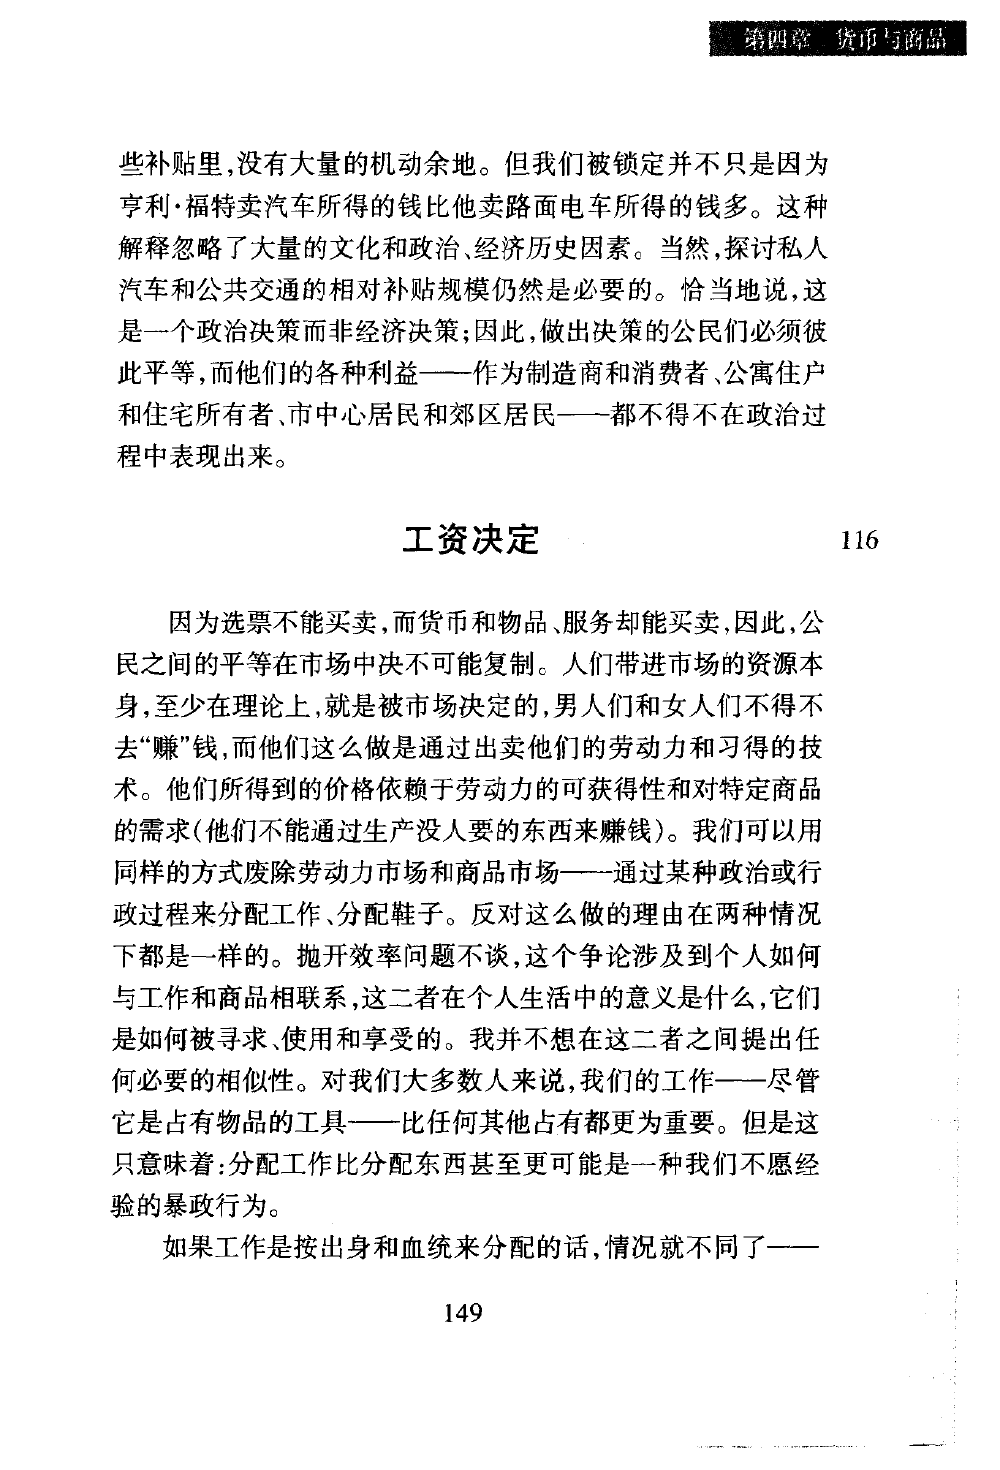 第四章 货币与商品
些补贴里,没有大量的机动余地。但我们被锁定并不只是因为
亨利·福特卖汽车所得的钱比他卖路面电车所得的钱多。这种
解释忽略了大量的文化和政治、经济历史因素。当然,探讨私人
汽车和公共交通的相对补贴规模仍然是必要的。恰当地说,这
是一个政治决策而非经济决策;因此,做出决策的公民们必须彼
此平等,而他们的各种利益——作为制造商和消费者、公寓住户
和住宅所有者、市中心居民和郊区居民——都不得不在政治过
程中表现出来。
工资决定
116
因为选票不能买卖,而货币和物品、服务却能买卖,因此,公
民之间的平等在市场中决不可能复制。人们带进市场的资源本
身,至少在理论上,就是被市场决定的,男人们和女人们不得不
去“赚”钱,而他们这么做是通过出卖他们的劳动力和习得的技
术。他们所得到的价格依赖于劳动力的可获得性和对特定商品
的需求(他们不能通过生产没人要的东西来赚钱)。我们可以用
同样的方式废除劳动力市场和商品市场——通过某种政治或行
政过程来分配工作、分配鞋子。反对这么做的理由在两种情况
下都是一样的。抛开效率问题不谈,这个争论涉及到个人如何
与工作和商品相联系,这二者在个人生活中的意义是什么,它们
是如何被寻求、使用和享受的。我并不想在这二者之间提出任
何必要的相似性。对我们大多数人来说,我们的工作——尽管
它是占有物品的工具——比任何其他占有都更为重要。但是这
只意味着:分配工作比分配东西甚至更可能是一种我们不愿经
验的暴政行为。
如果工作是按出身和血统来分配的话,情况就不同了——
149